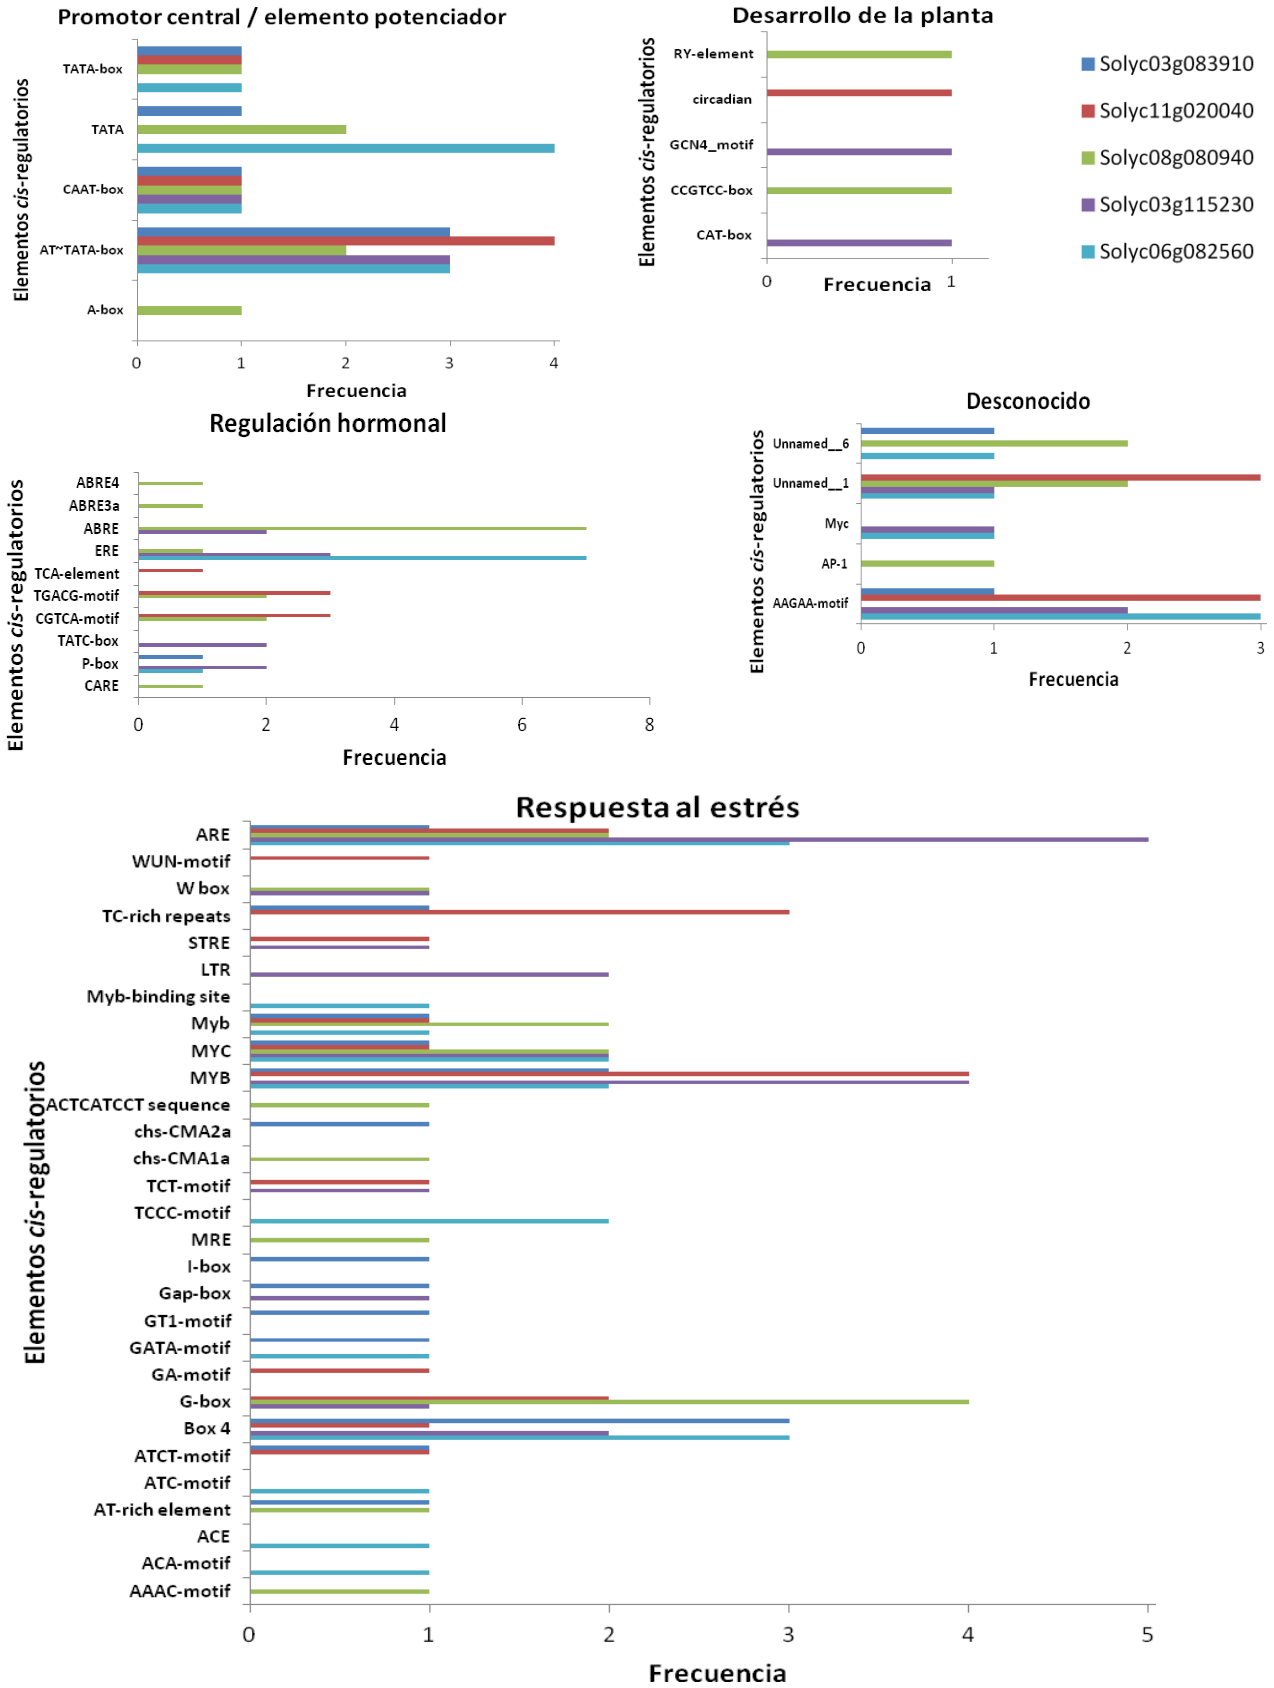 Promotor central / elemento potenciador
Elementos cis-regulatorios
TATA-box
TATA
CAAT-box
AT~TATA-box
A-box
0 1 2 3 4
Frecuencia
Desarrollo de la planta
Elementos cis-regulatorios
RY-element
circadian
GCN4_motif
CCGTCC-box
CAT-box
0 1
Frecuencia
Solyc03g083910
Solyc11g020040
Solyc08g080940
Solyc03g115230
Solyc06g082560
Regulación hormonal
Elementos cis-regulatorios
ABRE4
ABRE3a
ABRE
ERE
TCA-element
TGACG-motif
CGTCA-motif
TATC-box
P-box
CARE
0 2 4 6 8
Frecuencia
Desconocido
Elementos cis-regulatorios
Unnamed__6
Unnamed__1
Myc
AP-1
AAGAA-motif
0 1 2 3
Frecuencia
Respuesta al estrés
Elementos cis-regulatorios
ARE
WUN-motif
W box
TC-rich repeats
STRE
LTR
Myb-binding site
Myb
MYC
MYB
ACTCATCCT sequence
chs-CMA2a
chs-CMA1a
TCT-motif
TCCC-motif
MRE
I-box
Gap-box
GT1-motif
GATA-motif
GA-motif
G-box
Box 4
ATCT-motif
ATC-motif
AT-rich element
ACE
ACA-motif
AAAC-motif
0 1 2 3 4 5
Frecuencia